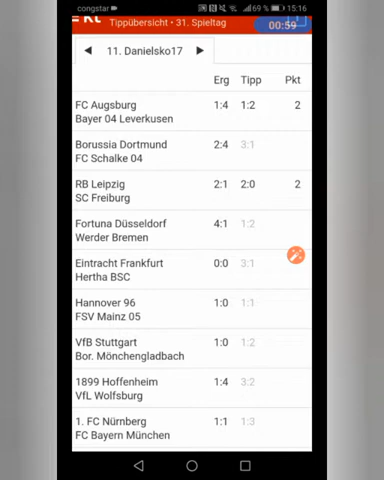 congstar 69 % 15:16
Tippübersicht • 31. Spieltag 00:59
11. Danielsko17
Erg Tipp Pkt
FC Augsburg 1:4 1:2 2
Bayer 04 Leverkusen
Borussia Dortmund 2:4 3:1
FC Schalke 04
RB Leipzig 2:1 2:0 2
SC Freiburg
Fortuna Düsseldorf 4:1 1:2
Werder Bremen
Eintracht Frankfurt 0:0 3:1
Hertha BSC
Hannover 96 1:0 1:1
FSV Mainz 05
VfB Stuttgart 1:0 1:2
Bor. Mönchengladbach
1899 Hoffenheim 1:4 3:2
VfL Wolfsburg
1. FC Nürnberg 1:1 1:3
FC Bayern München